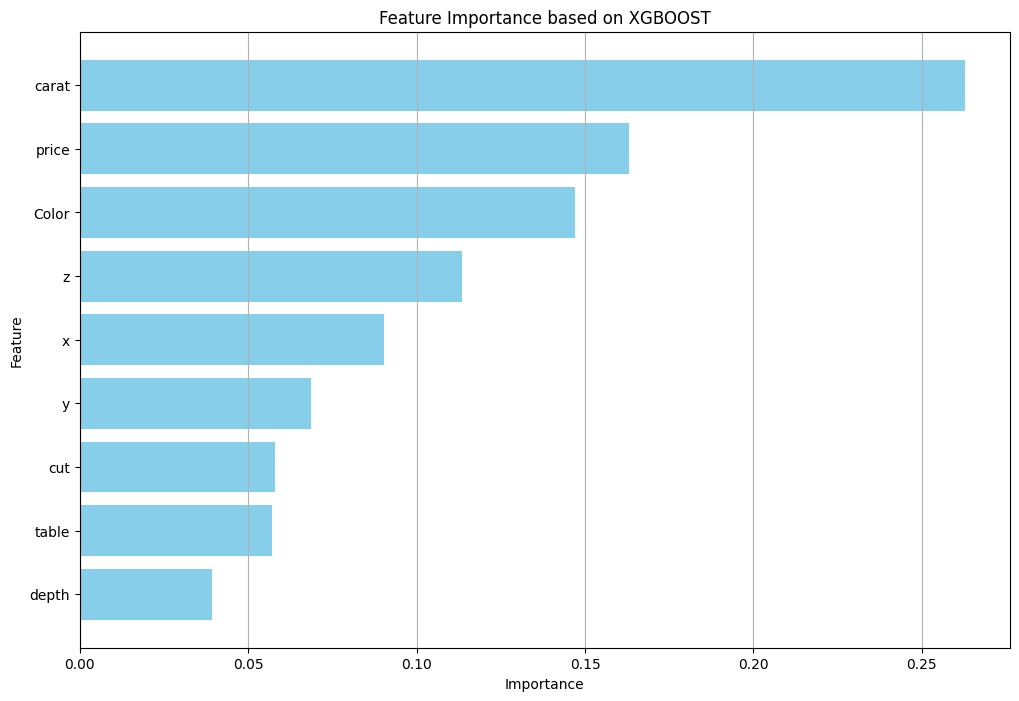 Feature Importance based on XGBOOST
Feature
carat
price
Color
z
x
y
cut
table
depth
0.00 0.05 0.10 0.15 0.20 0.25
Importance